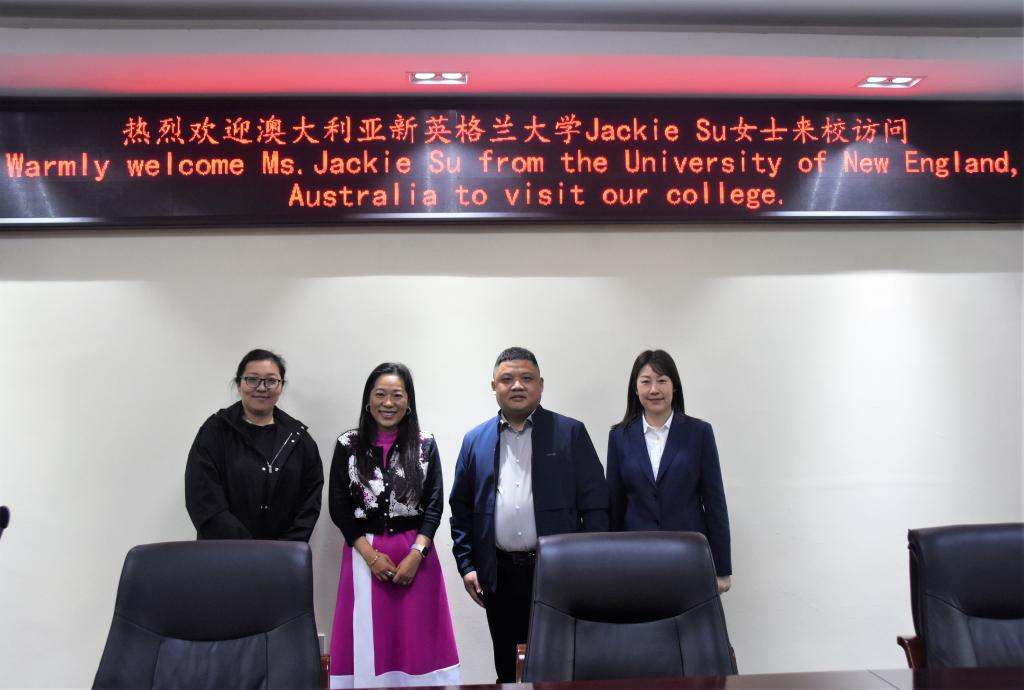 热烈欢迎澳大利亚新英格兰大学Jackie Su女士来校访问
Warmly welcome Ms.Jackie Su from the University of New England,
Australia to visit our college.